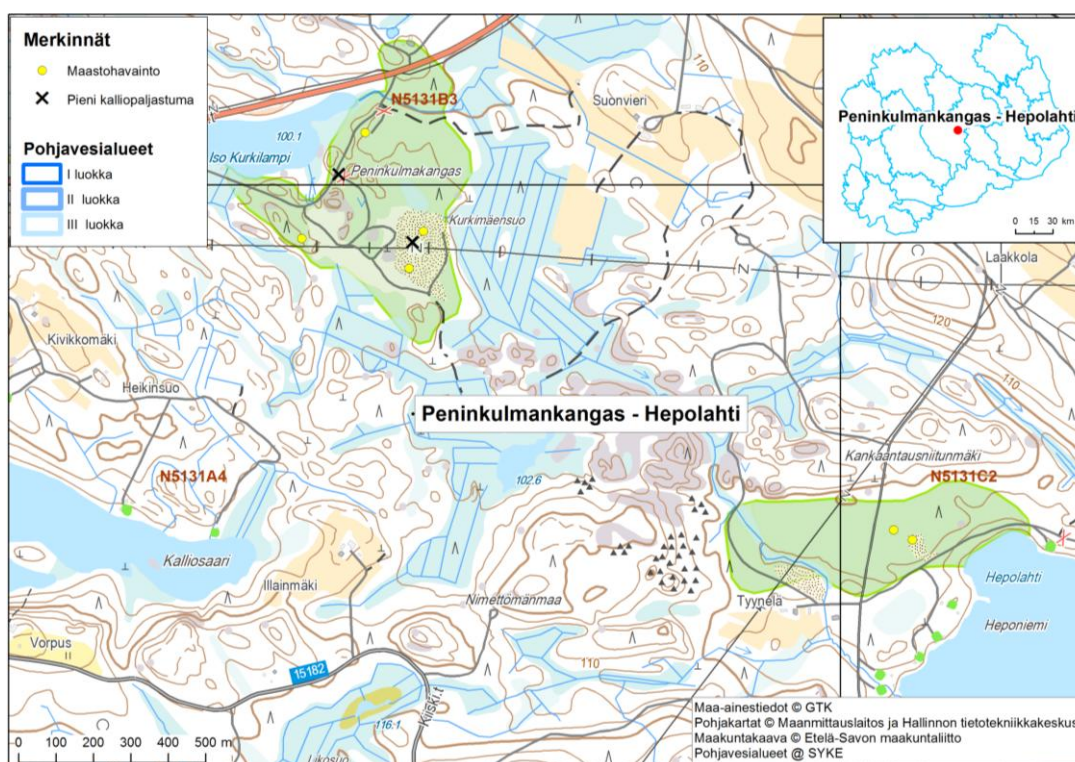 Merkinnät
Maastohavainto
Pieni kalliopaljastuma
Pohjavesialueet
I luokka
II luokka
III luokka
N5131B3
Suonvieri
100.1
Iso Kurkilampi
Peninkulmakangas
Kurkimäensuo
Peninkulmankangas - Hepolahti
0 15 30 km
Laakkola
120
110
110
Kivikkomäki
Heikinsuo
Peninkulmankangas - Hepolahti
Kankaantausniitunmäki
N5131A4
N5131C2
102.6
Kalliosaari
Illainmäki
Nimettömänmaa
Tyynelä
Hepolahti
Heponiemi
Vorpus
15182
110
Kiiski.t
116.1
Likosuo
0 100 200 300 400 500 m
Maa-ainestiedot © GTK
Pohjakartat © Maanmittauslaitos ja Hallinnon tietotekniikkakeskus
Maakuntakaava © Etelä-Savon maakuntaliitto
Pohjavesialueet @ SYKE